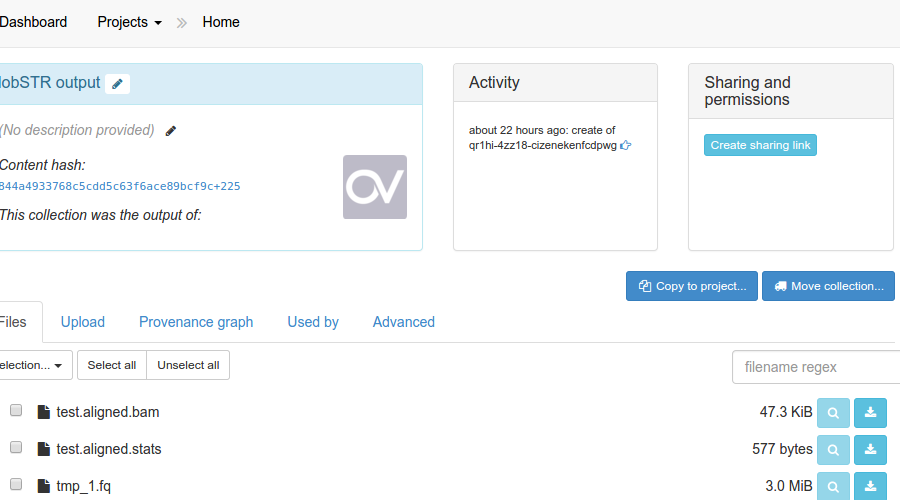 Dashboard Projects » Home
lobSTR output
(No description provided)
Content hash:
844a4933768c5cdd5c63f6ace89bcf9c+225
This collection was the output of:
Activity
about 22 hours ago: create of
qr1hi-4zz18-cizenekenfcdpwg
Sharing and
permissions
Create sharing link
Copy to project... Move collection...
Files Upload Provenance graph Used by Advanced
election... Select all Unselect all filename regex
test.aligned.bam 47.3 KiB
test.aligned.stats 577 bytes
tmp_1.fq 3.0 MiB